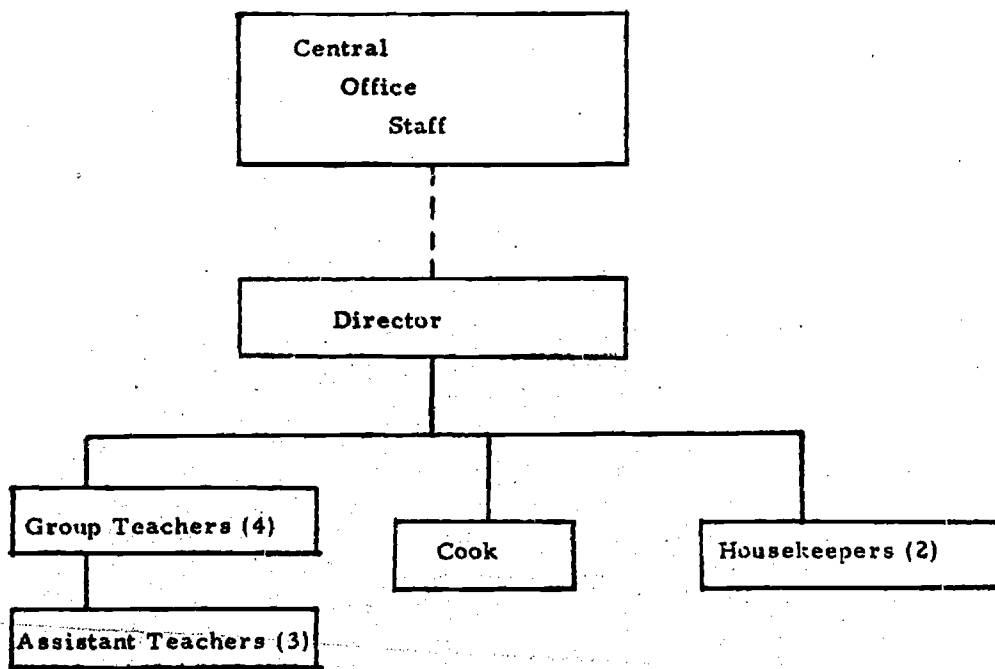 Central
Office
Staff
Director
Group Teachers (4)
Cook
Housekeepers (2)
Assistant Teachers (3)